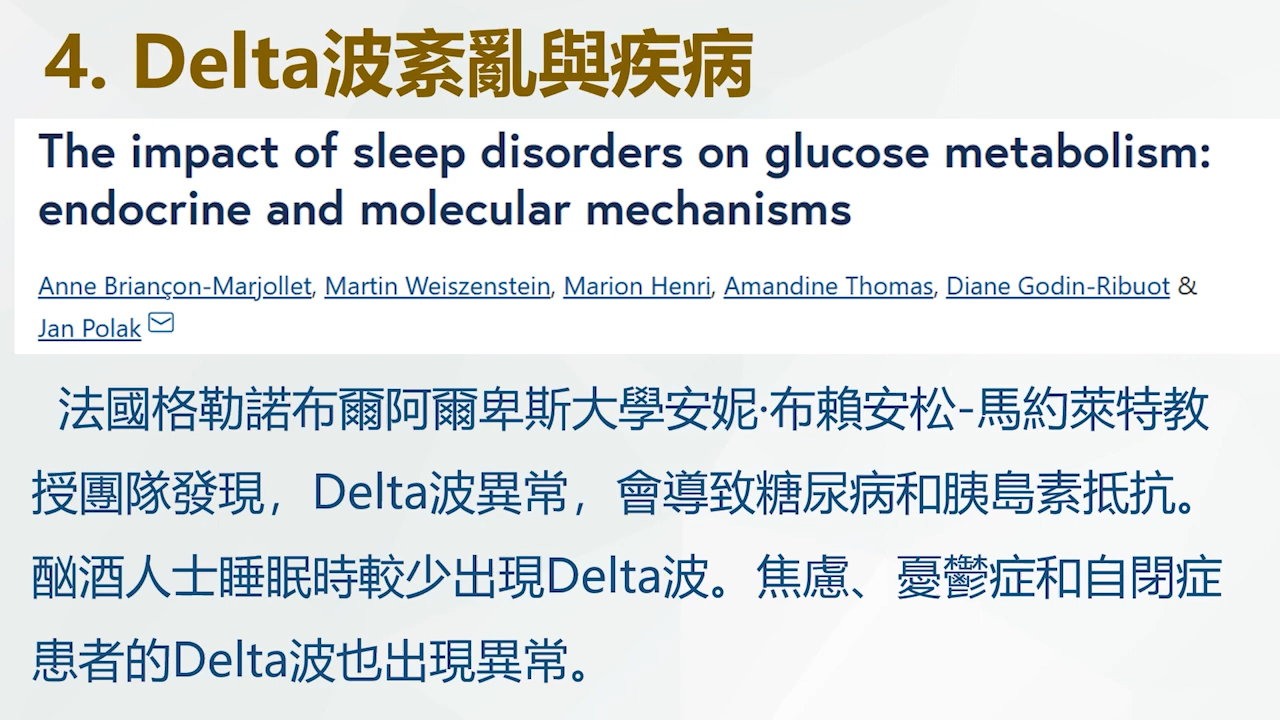 4. Delta波紊亂與疾病
The impact of sleep disorders on glucose metabolism:
endocrine and molecular mechanisms
Anne Briançon-Marjollet, Martin Weiszenstein, Marion Henri, Amandine Thomas, Diane Godin-Ribuot &
Jan Polak
法國格勒諾布爾阿爾卑斯大學安妮·布賴安松-馬約萊特教
授團隊發現，Delta波異常，會導致糖尿病和胰島素抵抗。
酗酒人士睡眠時較少出現Delta波。焦慮、憂鬱症和自閉症
患者的Delta波也出現異常。